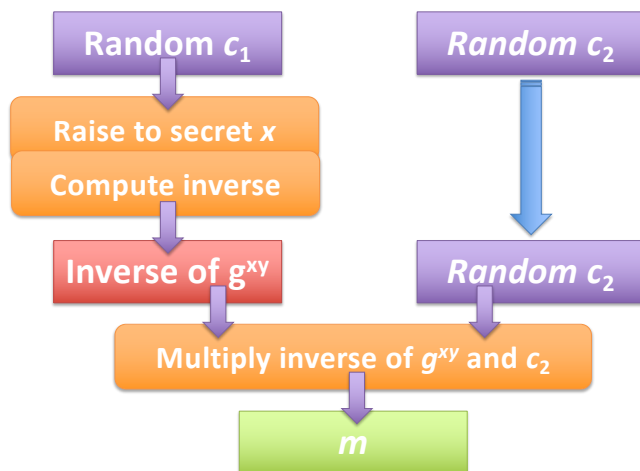 Random c₁
Random c₂
Raise to secret x
Compute inverse
Inverse of gˣʸ
Random c₂
Multiply inverse of gˣʸ and c₂
m